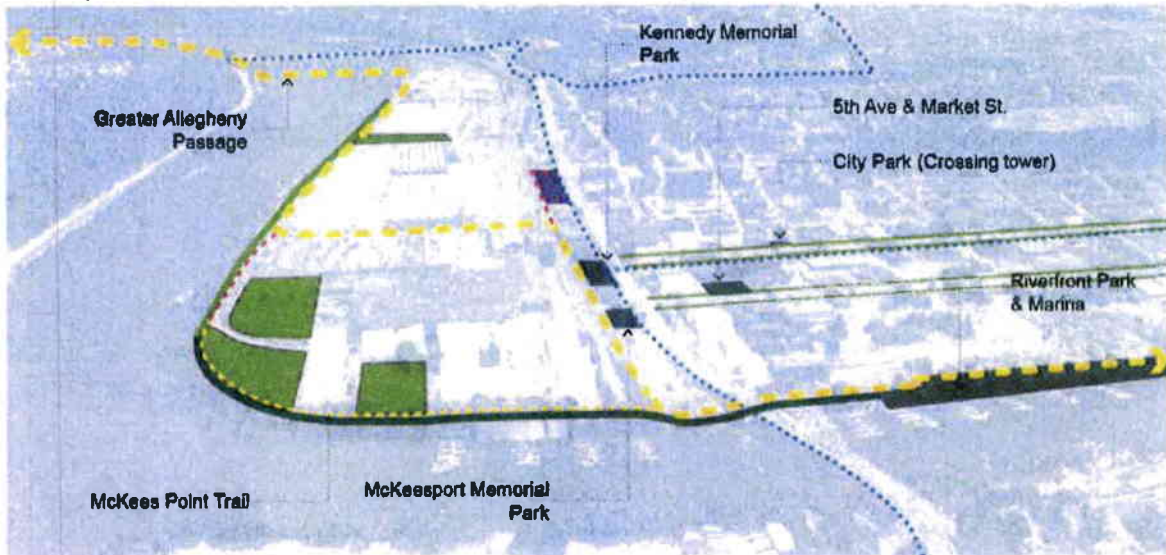 Kennedy Memorial
Park
Greater Allegheny
Passage
5th Ave & Market St.
City Park (Crossing tower)
Riverfront Park
& Marina
McKees Point Trail
McKeesport Memorial
Park